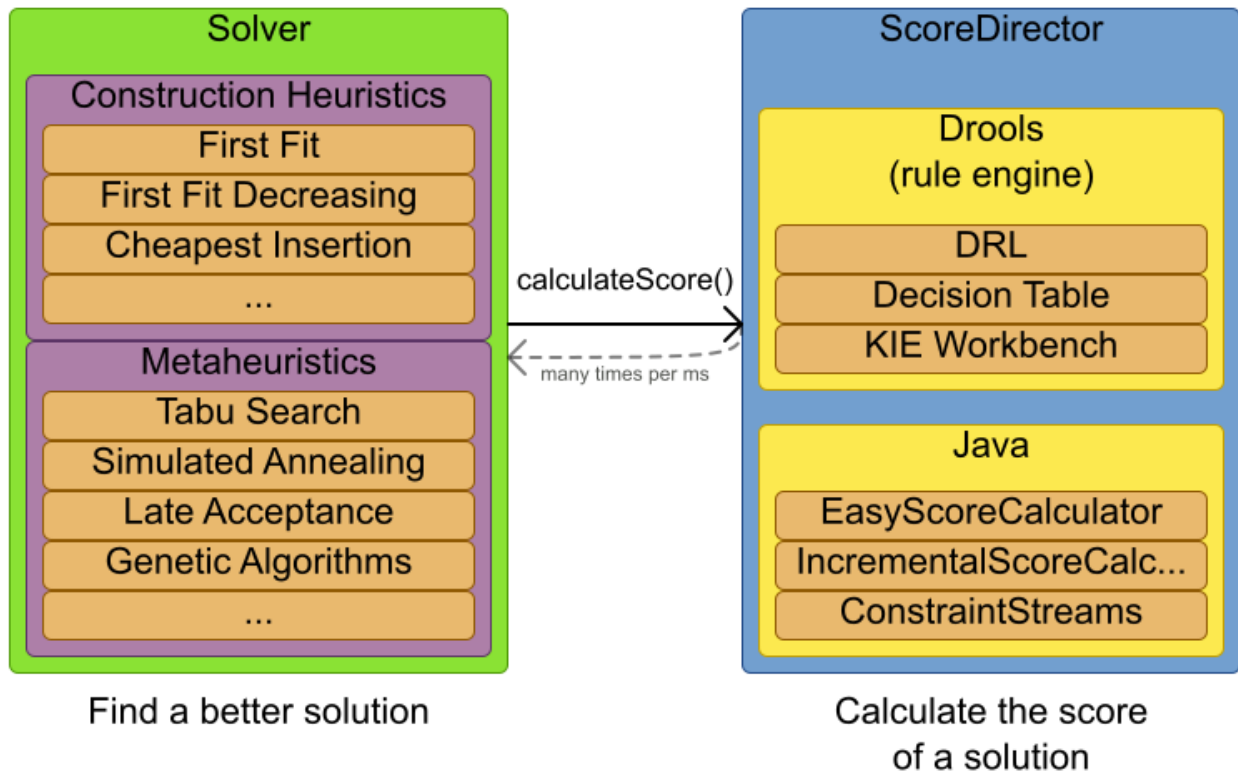 Solver
Construction Heuristics
First Fit
First Fit Decreasing
Cheapest Insertion
...
Metaheuristics
Tabu Search
Simulated Annealing
Late Acceptance
Genetic Algorithms
...
Find a better solution
calculateScore()
many times per ms
ScoreDirector
Drools
(rule engine)
DRL
Decision Table
KIE Workbench
Java
EasyScoreCalculator
IncrementalScoreCalc...
ConstraintStreams
Calculate the score
of a solution